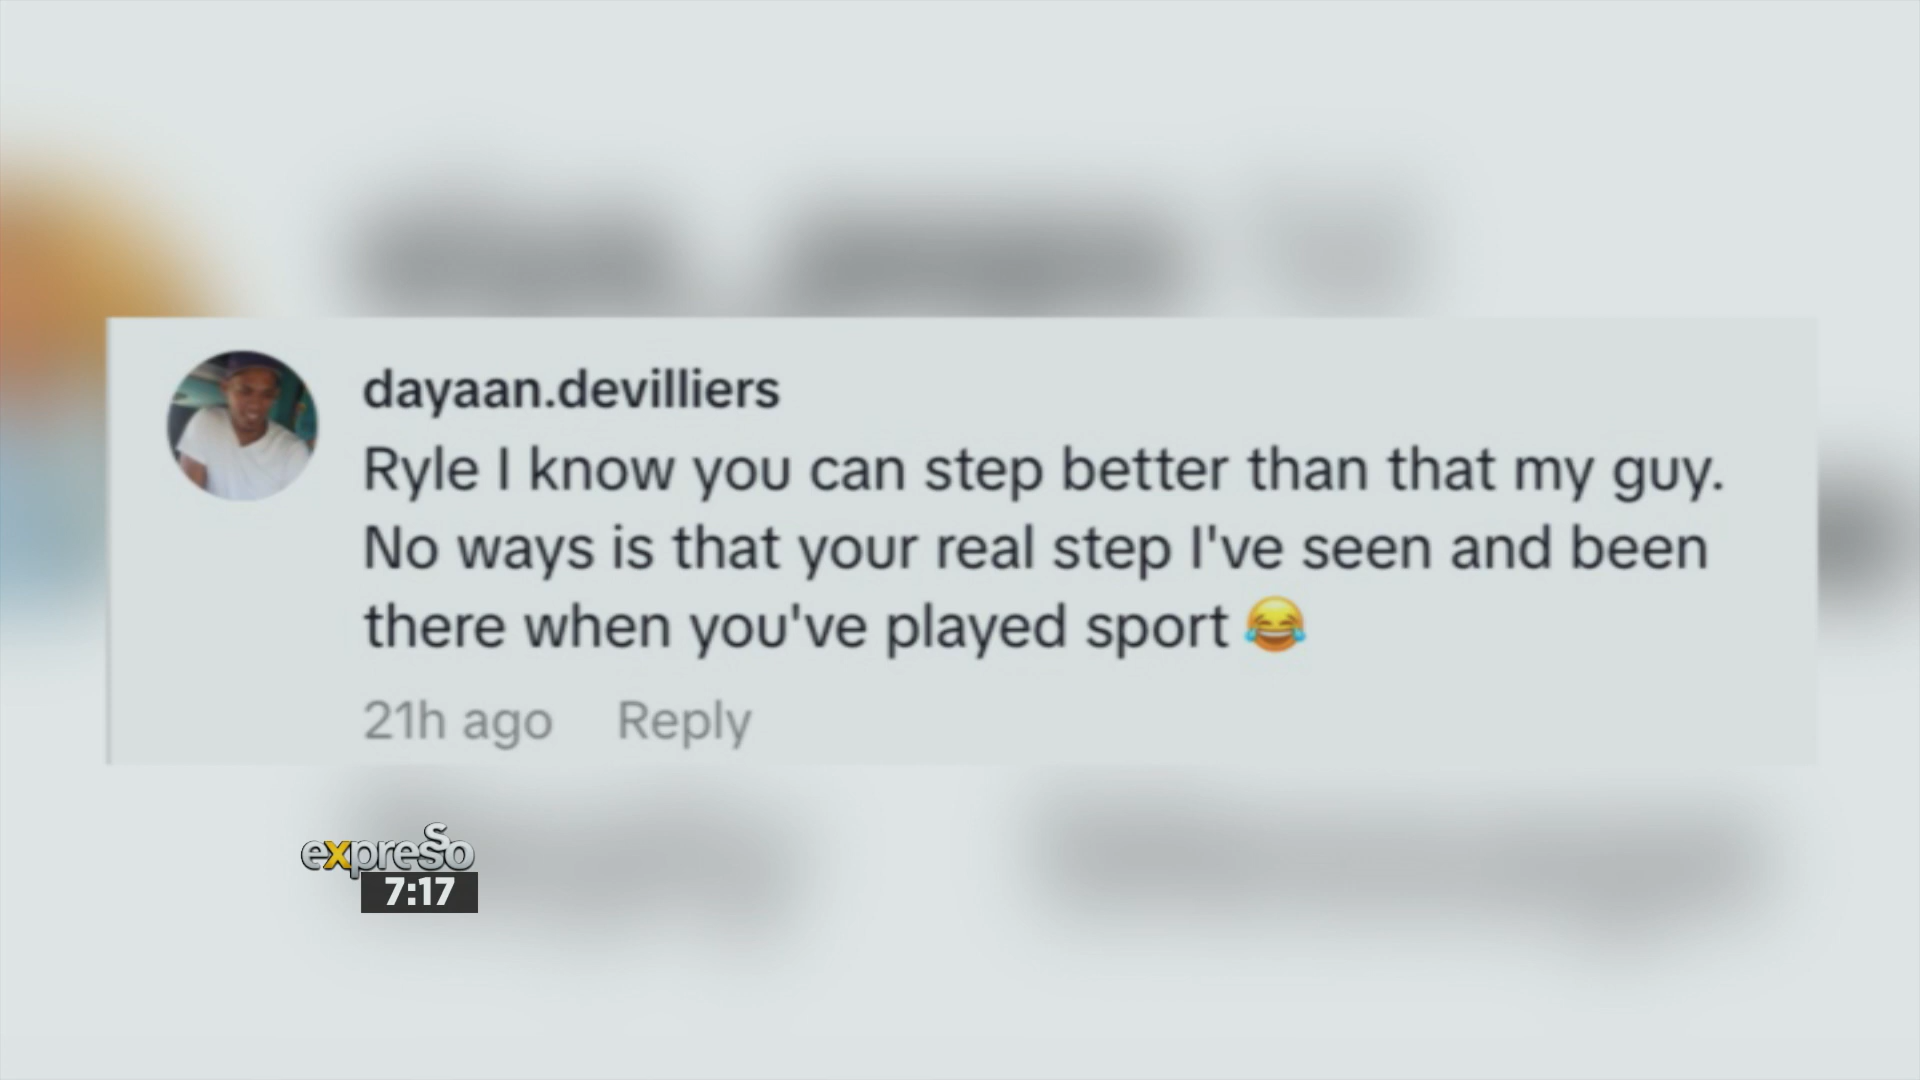 dayaan.devilliers
Ryle I know you can step better than that my guy.
No ways is that your real step I've seen and been
there when you've played sport 😂
21h ago Reply
expresso
7:17